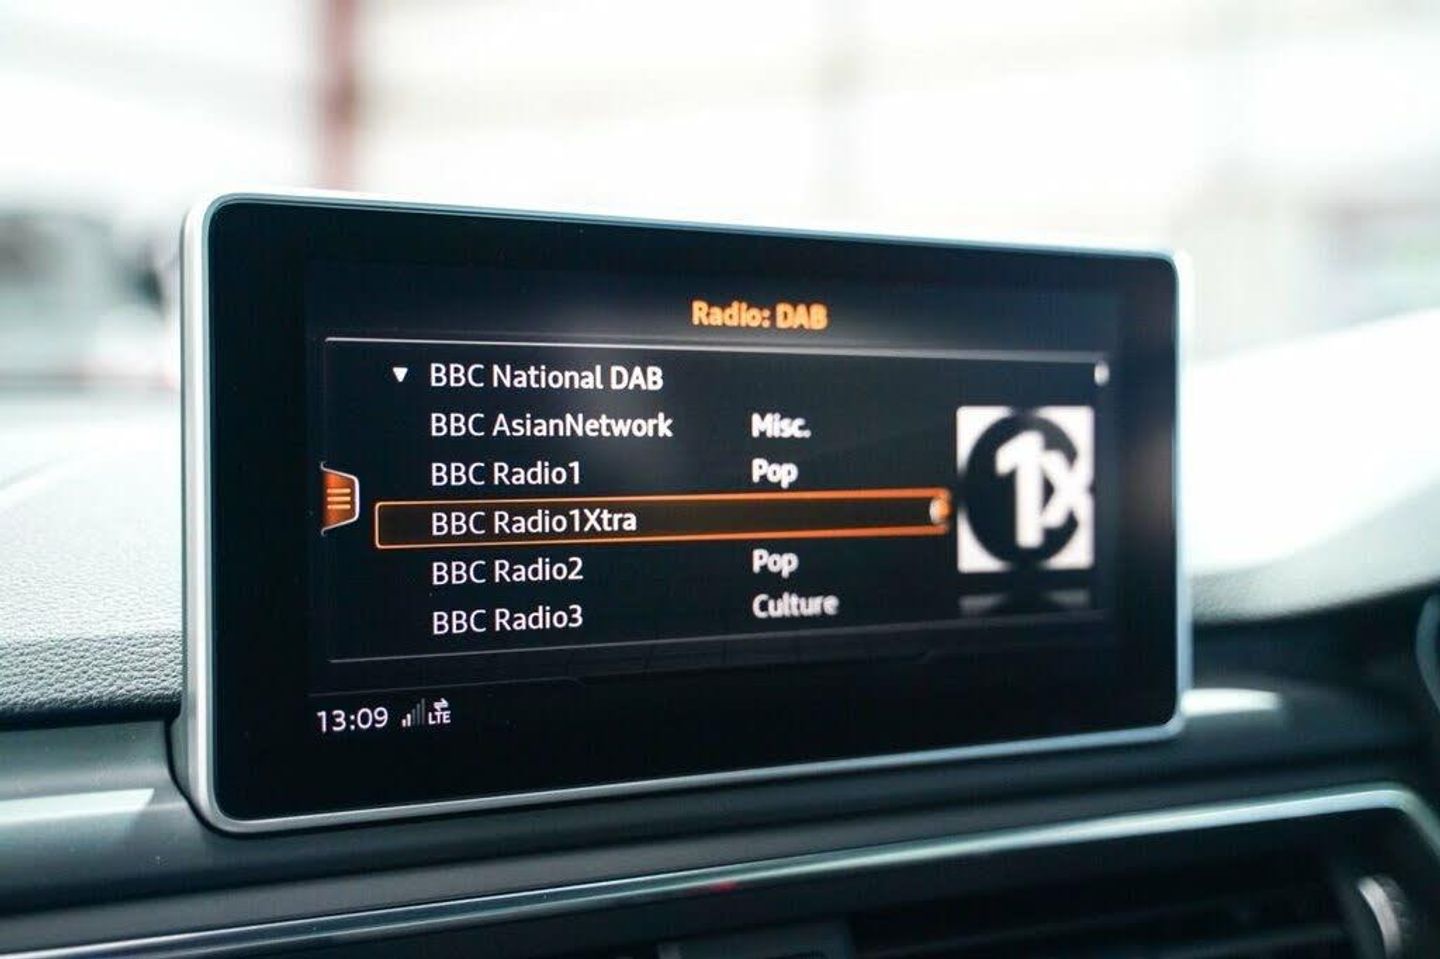 Radio: DAB
BBC National DAB
BBC AsianNetwork Misc.
BBC Radio1 Pop
BBC Radio1Xtra
1X
BBC Radio2 Pop
BBC Radio3 Culture
13:09 LTE